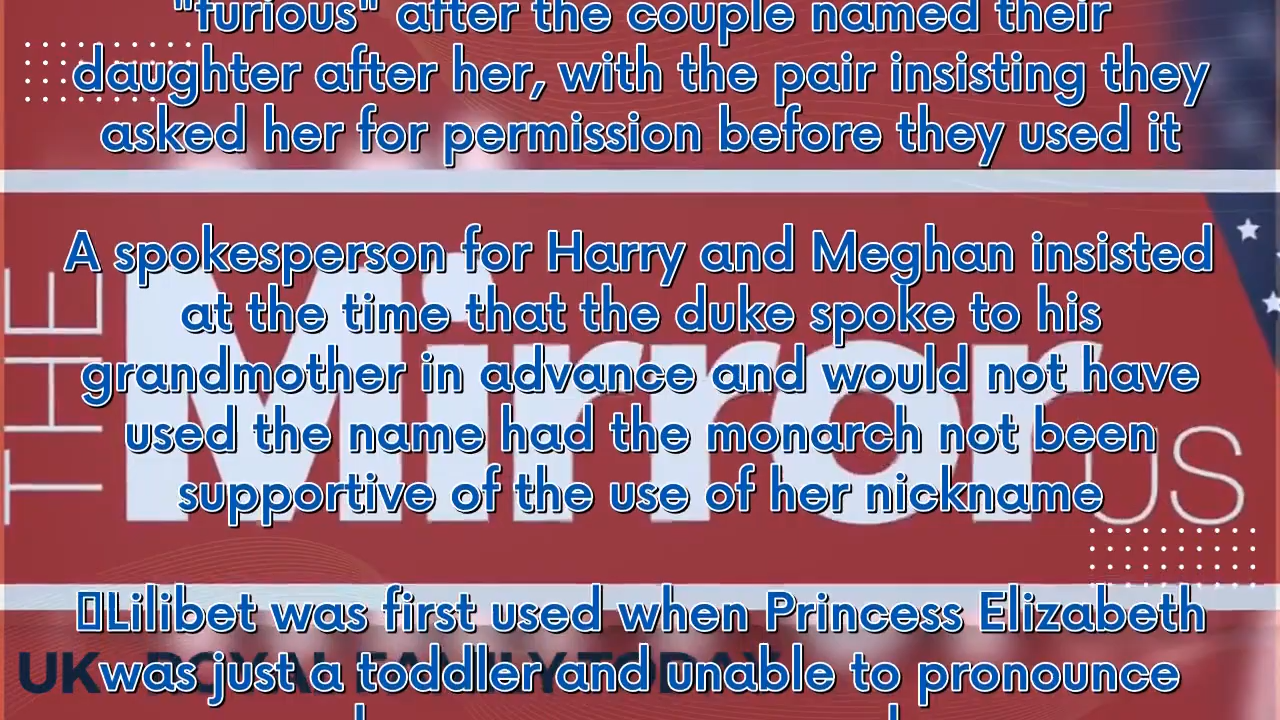 "furious" after the couple named their
daughter after her, with the pair insisting they
asked her for permission before they used it
A spokesperson for Harry and Meghan insisted
at the time that the duke spoke to his
grandmother in advance and would not have
used the name had the monarch not been
supportive of the use of her nickname
Lilibet was first used when Princess Elizabeth
was just a toddler and unable to pronounce
THE Mirror US
UK ROYAL FAMILY TODAY